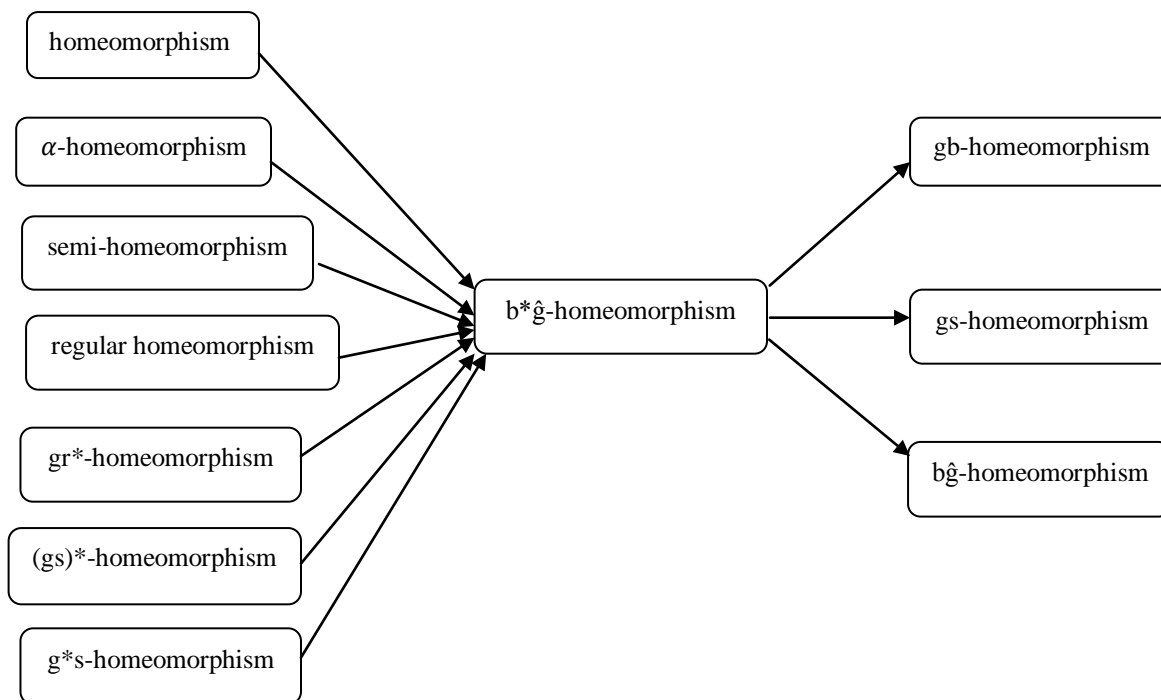 homeomorphism
α-homeomorphism
semi-homeomorphism
regular homeomorphism
gr*-homeomorphism
(gs)*-homeomorphism
g*s-homeomorphism
b*ĝ-homeomorphism
gb-homeomorphism
gs-homeomorphism
bĝ-homeomorphism